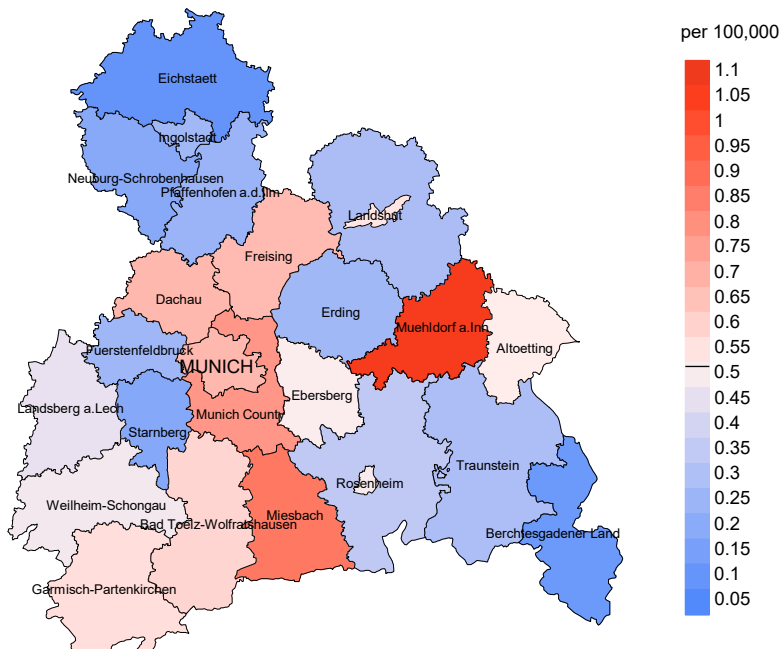 per 100,000
Eichstaett
Ingolstadt
Neuburg-Schrobenhausen
Pfaffenhofen a.d.Ilm
Landshut
Freising
Dachau
Erding
Muehldorf a.Inn
Altoetting
Fuerstenfeldbruck
MUNICH
Ebersberg
Landsberg a.Lech
Munich County
Starnberg
Traunstein
Rosenheim
Weilheim-Schongau
Miesbach
Bad Toelz-Wolfratshausen
Berchtesgadener Land
Garmisch-Partenkirchen
1.1
1.05
1
0.95
0.9
0.85
0.8
0.75
0.7
0.65
0.6
0.55
0.5
0.45
0.4
0.35
0.3
0.25
0.2
0.15
0.1
0.05